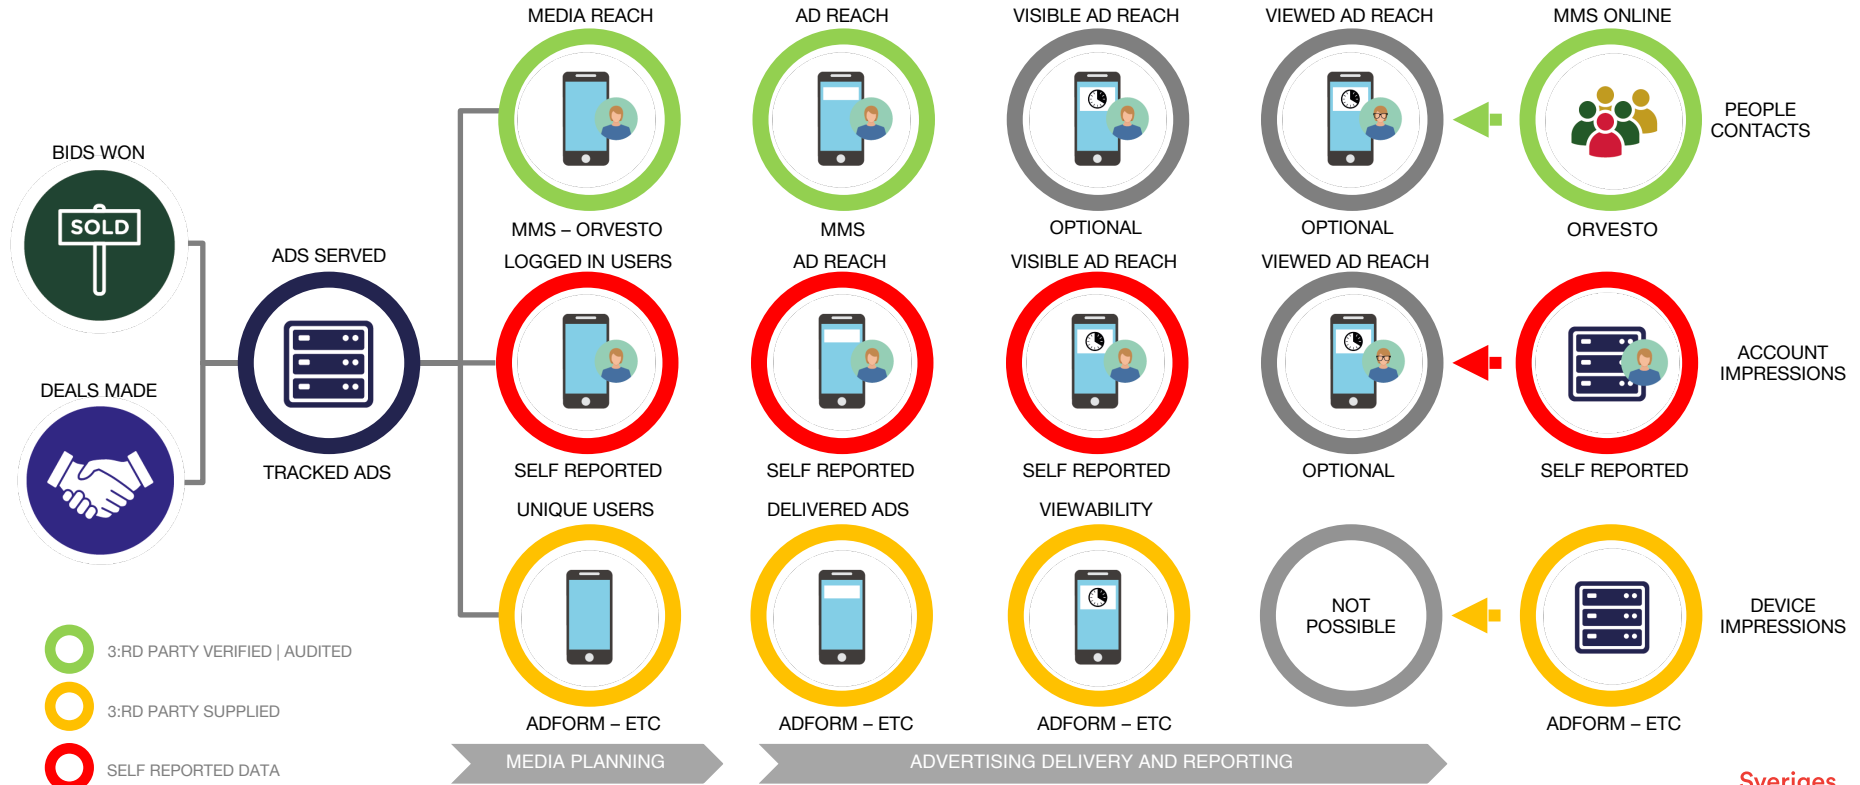 MEDIA REACH
AD REACH
VISIBLE AD REACH
VIEWED AD REACH
MMS ONLINE
PEOPLE
CONTACTS
MMS – ORVESTO
MMS
OPTIONAL
OPTIONAL
ORVESTO
BIDS WON
SOLD
DEALS MADE
ADS SERVED
TRACKED ADS
LOGGED IN USERS
AD REACH
VISIBLE AD REACH
VIEWED AD REACH
ACCOUNT
IMPRESSIONS
SELF REPORTED
SELF REPORTED
SELF REPORTED
OPTIONAL
SELF REPORTED
UNIQUE USERS
DELIVERED ADS
VIEWABILITY
NOT
POSSIBLE
DEVICE
IMPRESSIONS
ADFORM – ETC
ADFORM – ETC
ADFORM – ETC
ADFORM – ETC
3:RD PARTY VERIFIED | AUDITED
3:RD PARTY SUPPLIED
SELF REPORTED DATA
MEDIA PLANNING
ADVERTISING DELIVERY AND REPORTING
Sveriges